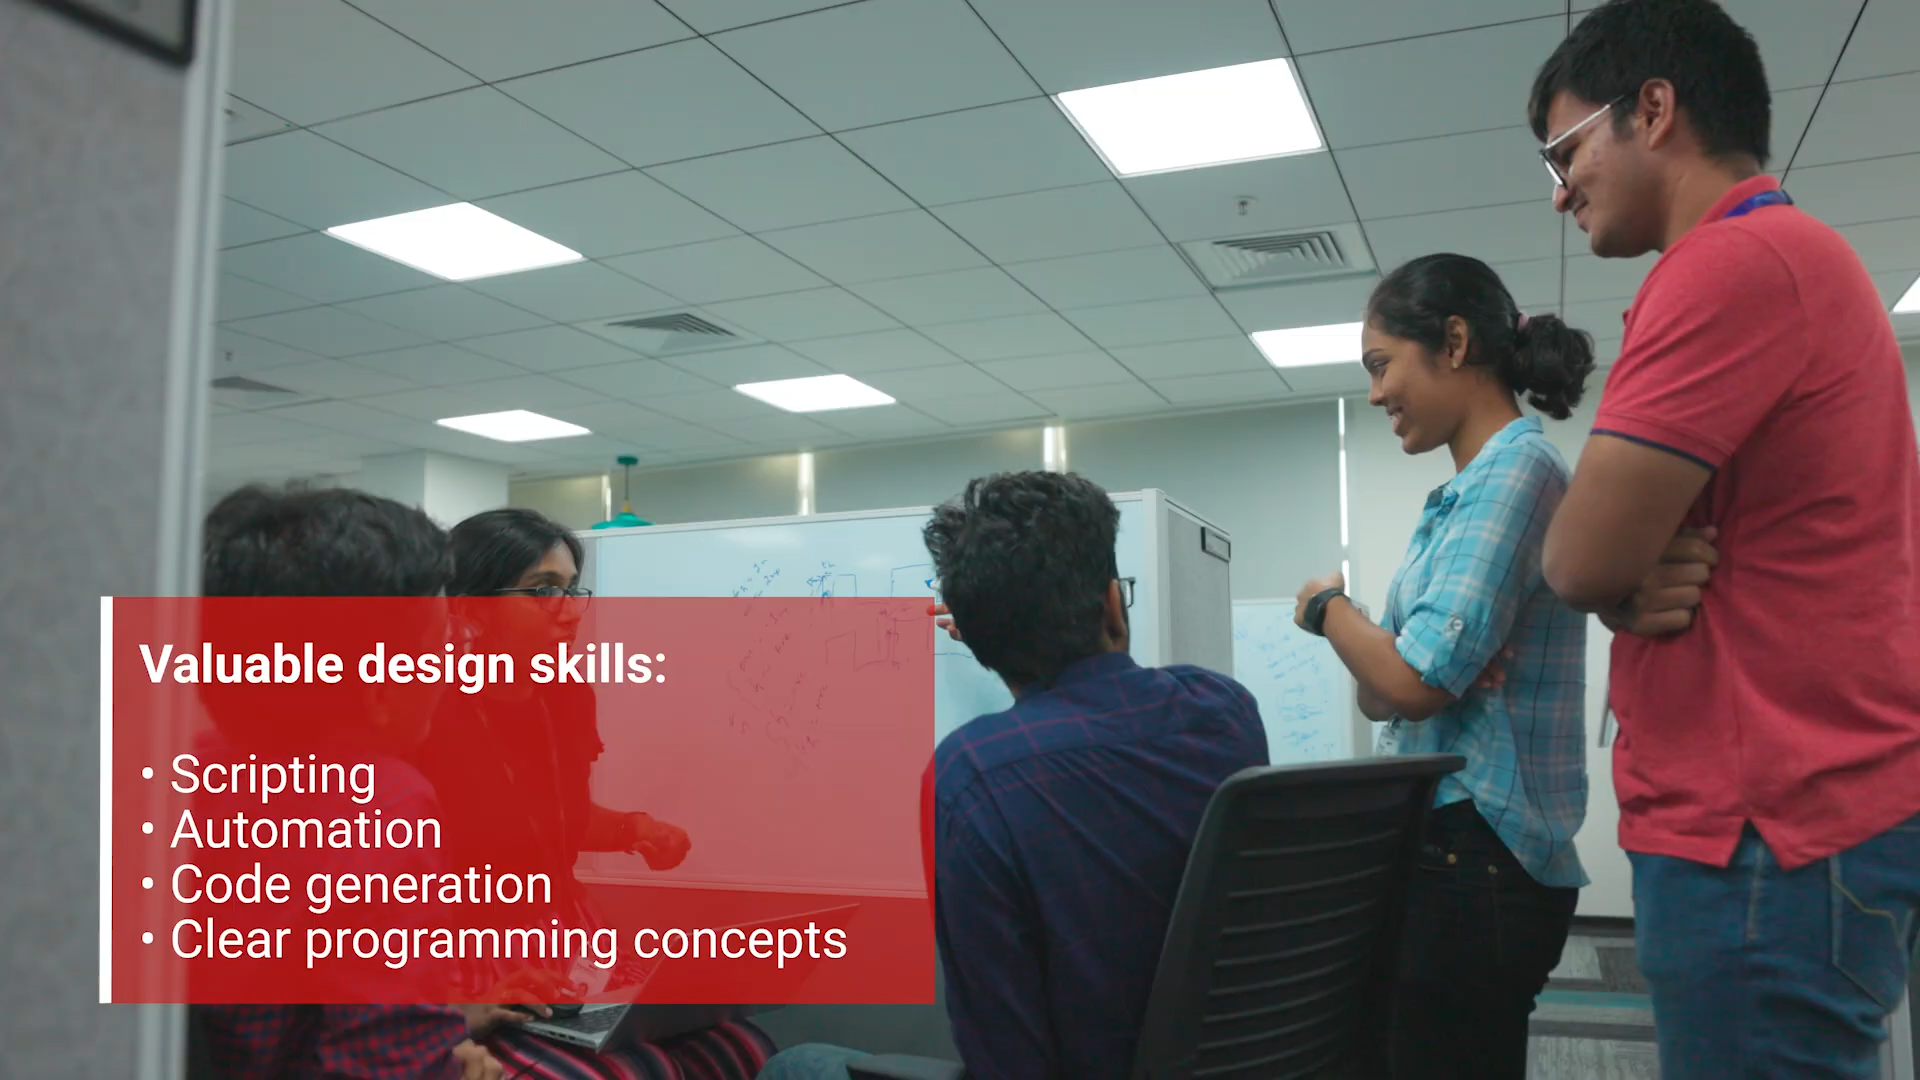 Valuable design skills:
• Scripting
• Automation
• Code generation
• Clear programming concepts